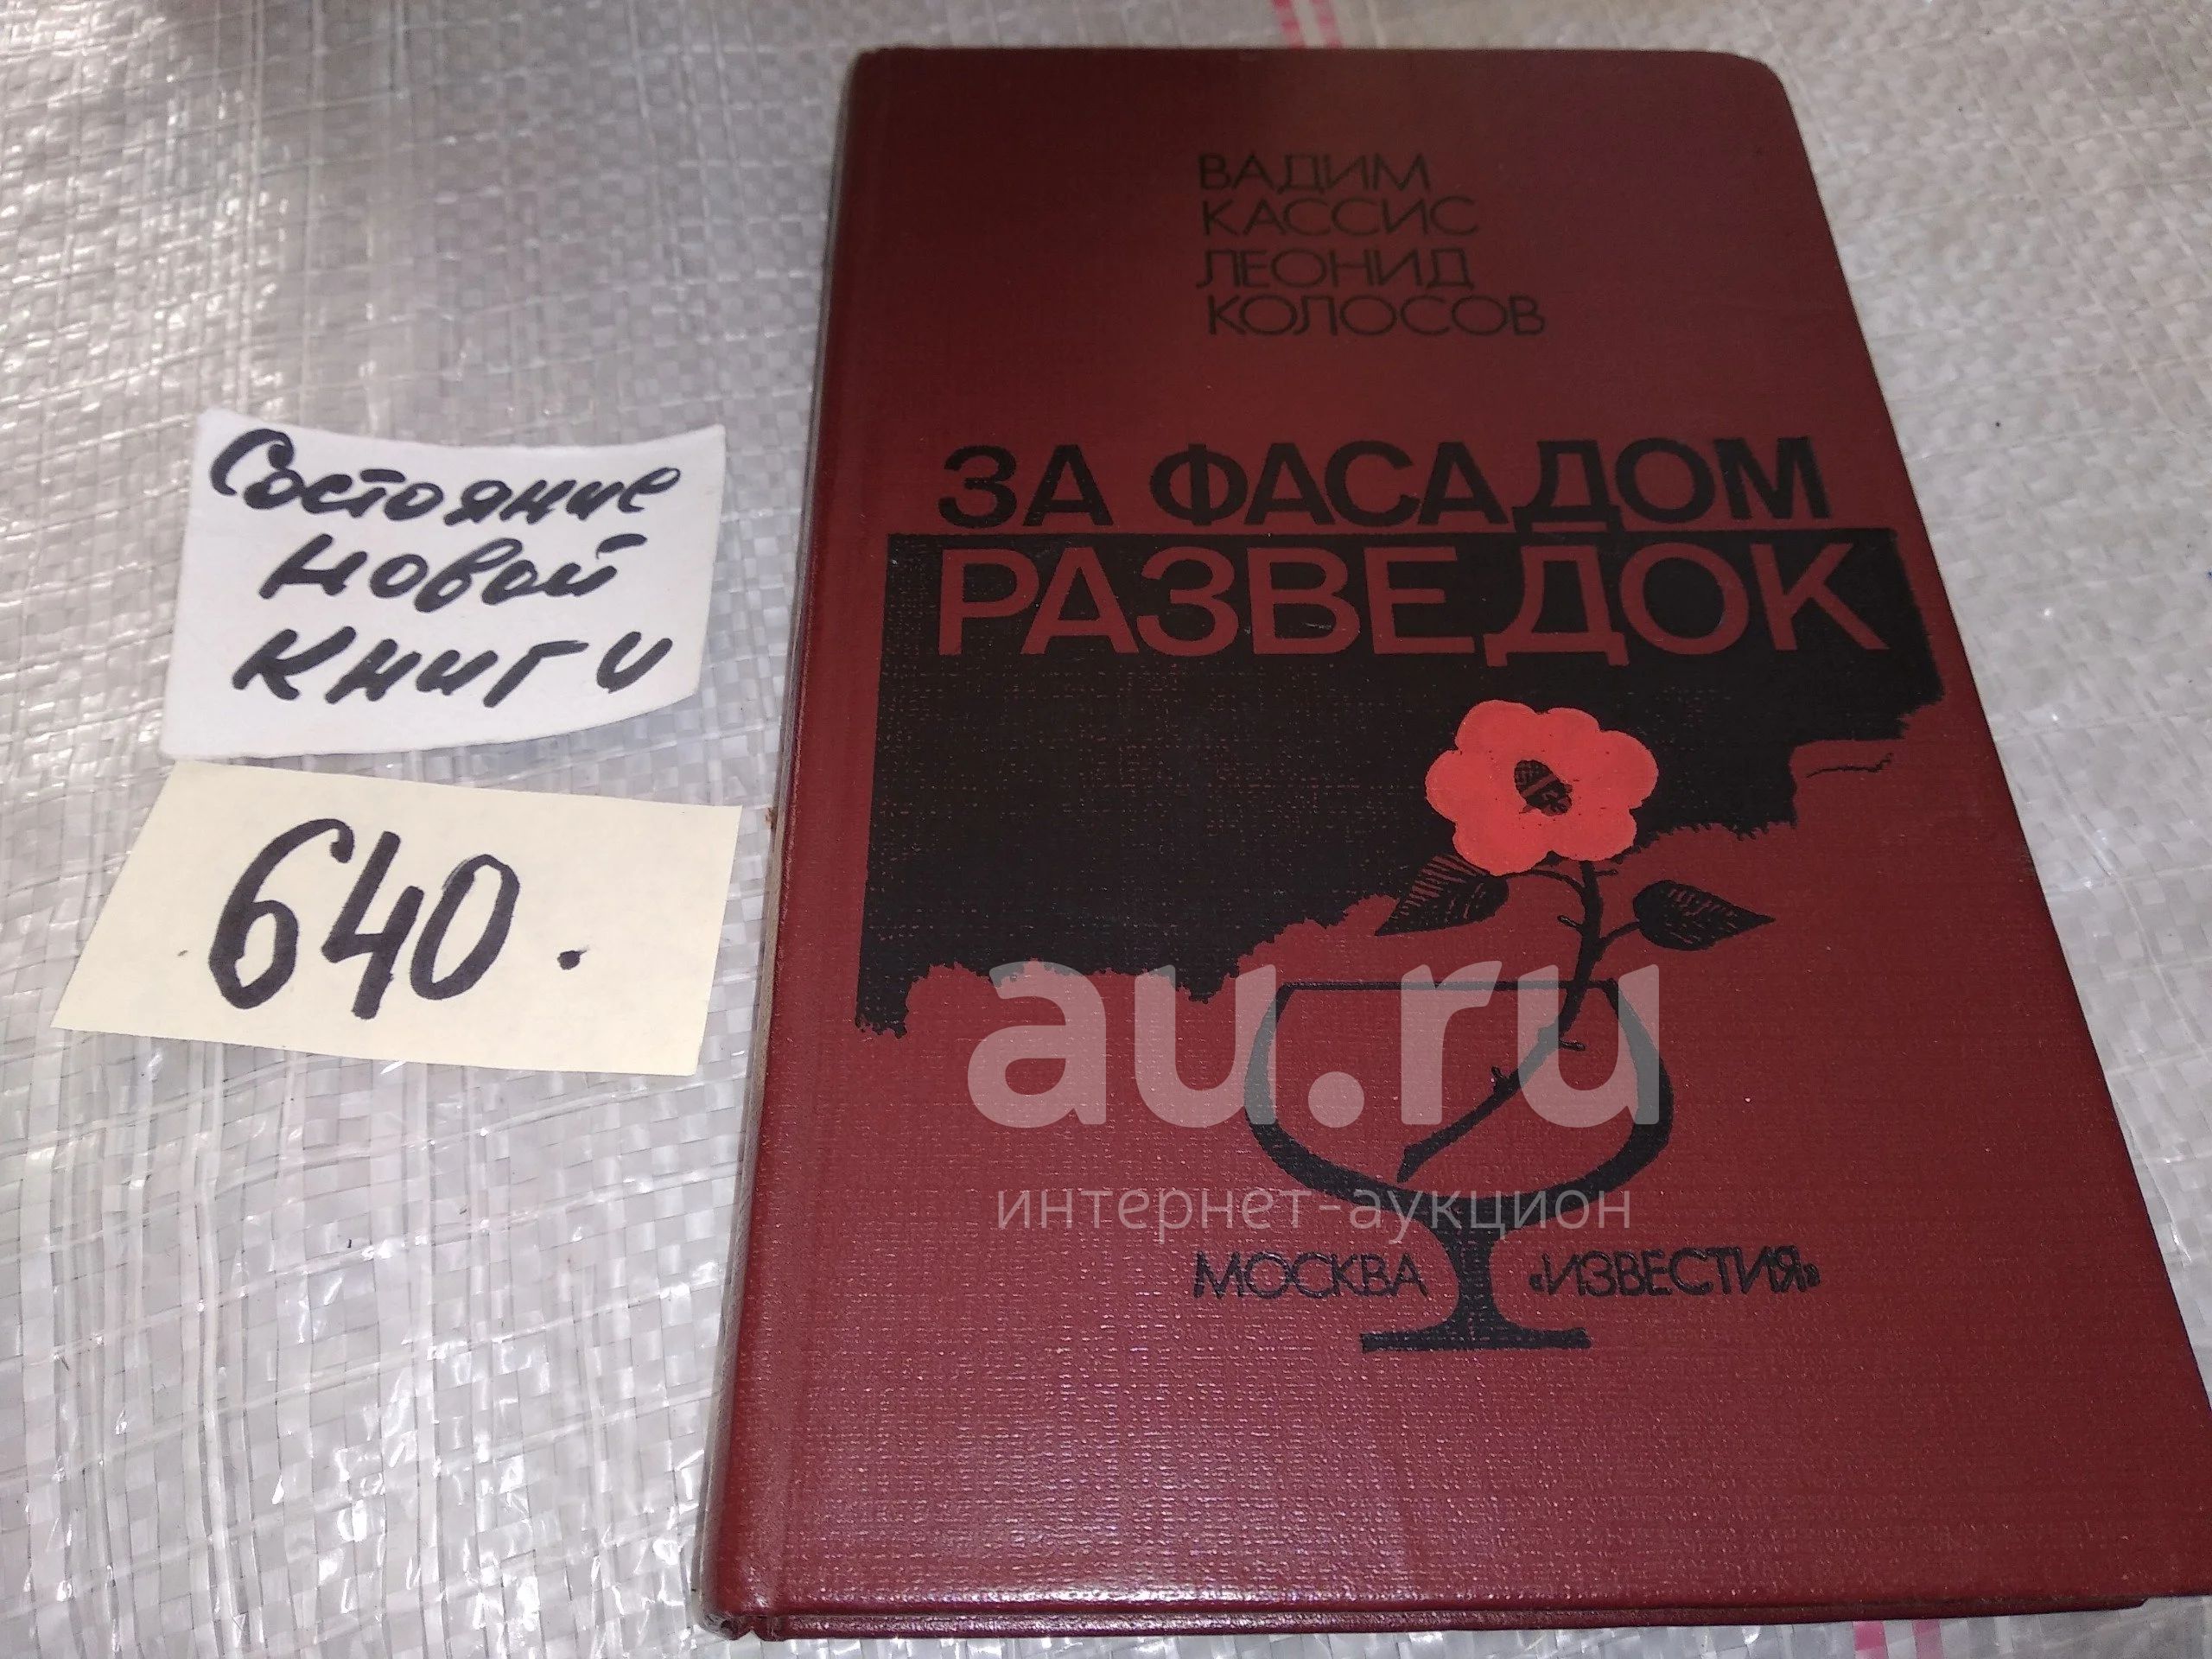 Состояние
новой
книги
640.
ВАДИМ
КАССИС
ЛЕОНИД
КОЛОСОВ
ЗА ФАСАДОМ
РАЗВЕДОК
au.ru
интернет-аукцион
МОСКВА «ИЗВЕСТИЯ»